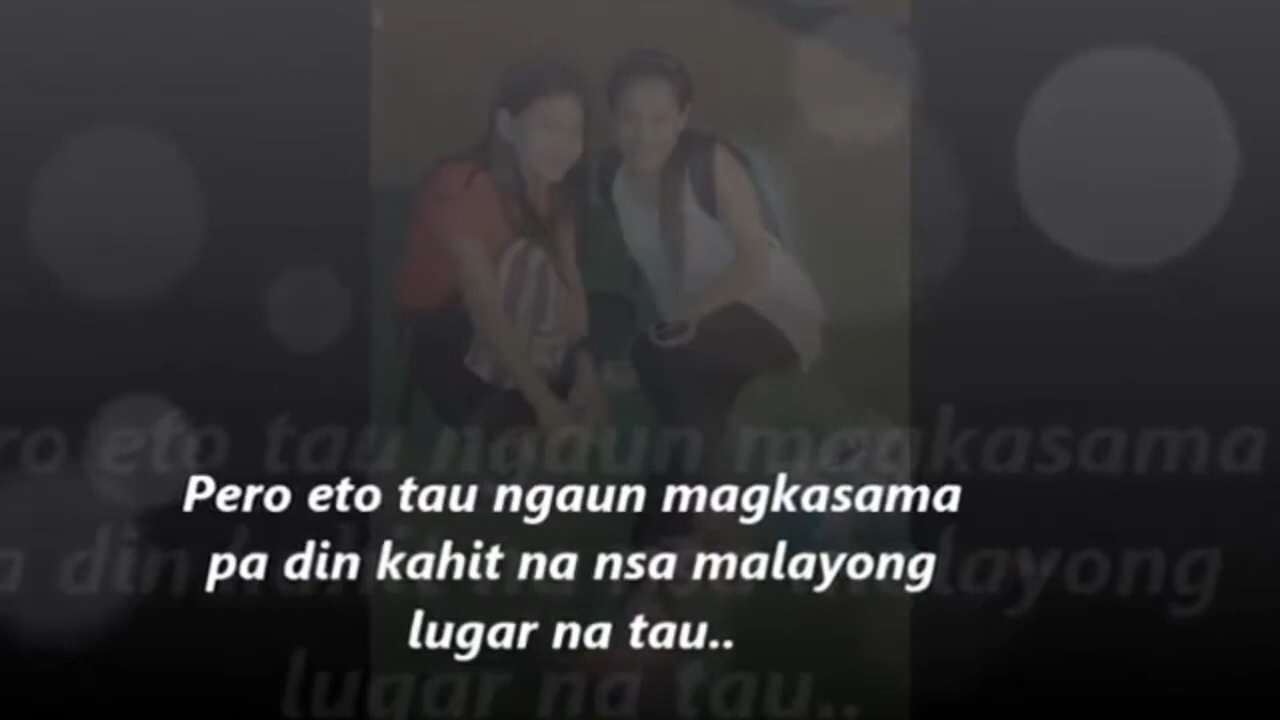 Pero eto tau ngaun magkasama
pa din kahit na nsa malayong
lugar na tau..